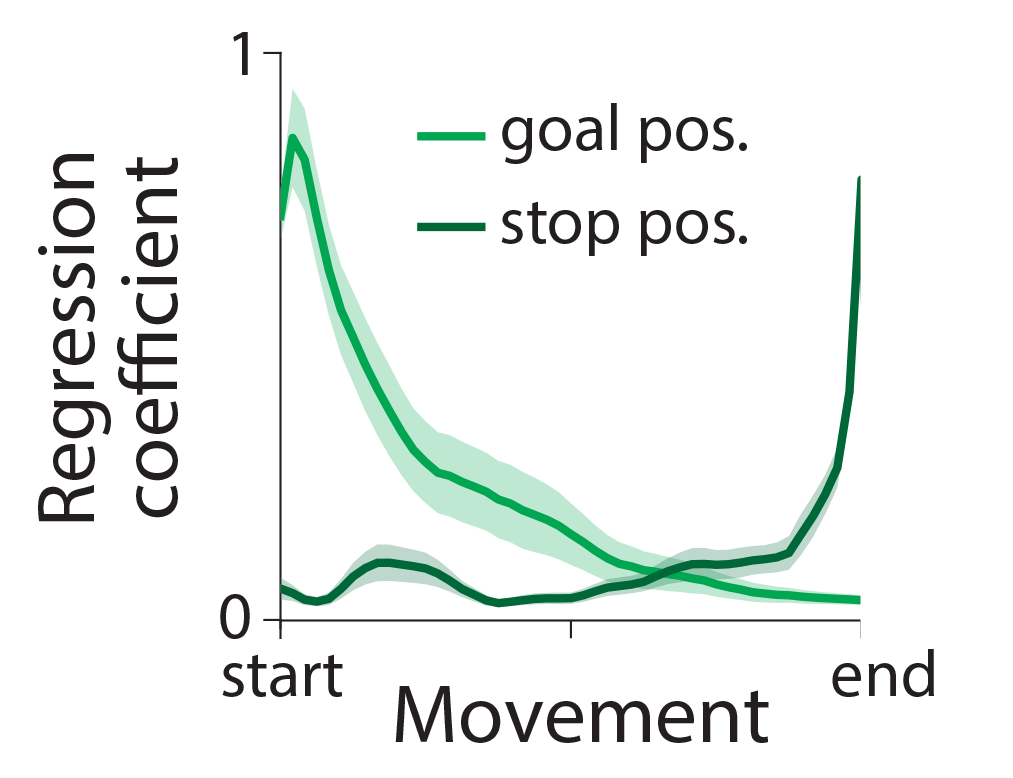 1
goal pos.
stop pos.
Regression
coefficient
0
start
end
Movement